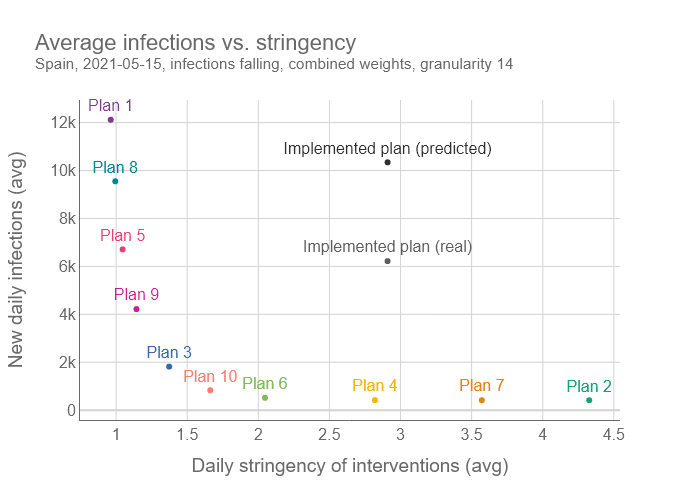 Average infections vs. stringency
Spain, 2021-05-15, infections falling, combined weights, granularity 14
New daily infections (avg)
12k
10k
8k
6k
4k
2k
0
Plan 1
Implemented plan (predicted)
Plan 8
Plan 5
Implemented plan (real)
Plan 9
Plan 3
Plan 10
Plan 6
Plan 4
Plan 7
Plan 2
1
1.5
2
2.5
3
3.5
4
4.5
Daily stringency of interventions (avg)